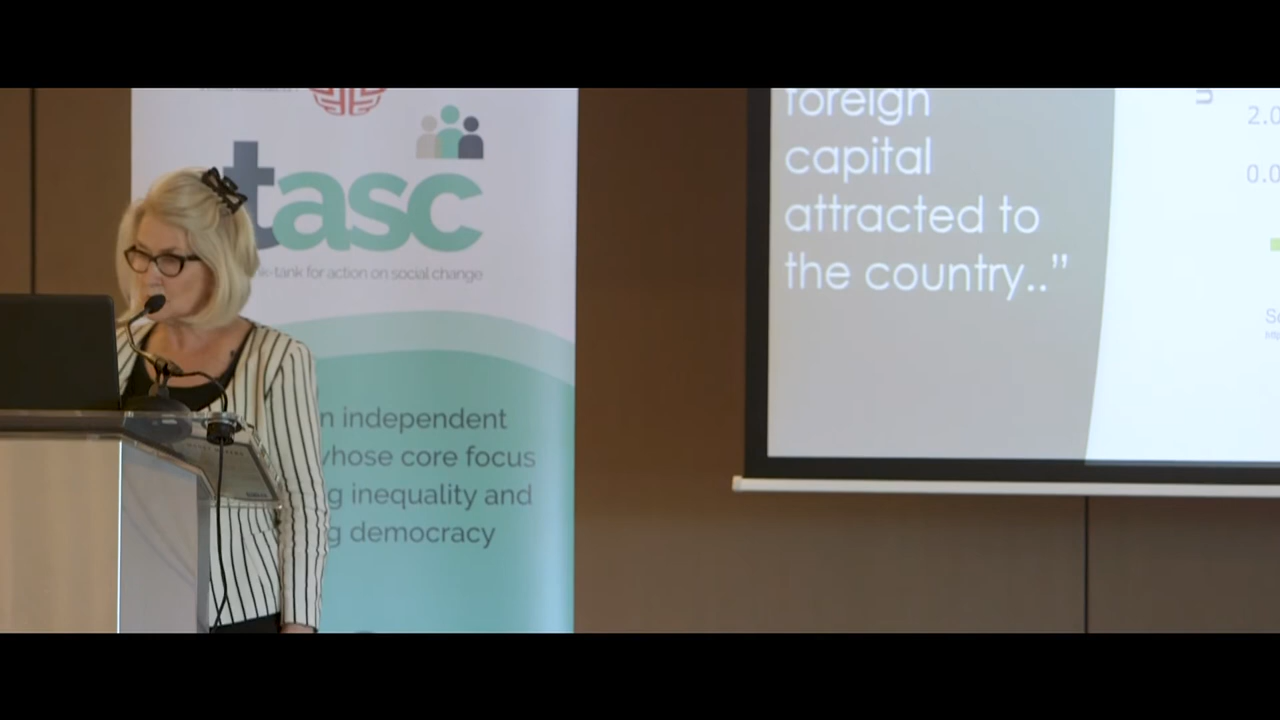 tasc
-tank for action on social change
n independent
whose core focus
g inequality and
g democracy
foreign
capital
attracted to
the country..”
2.0
0.0